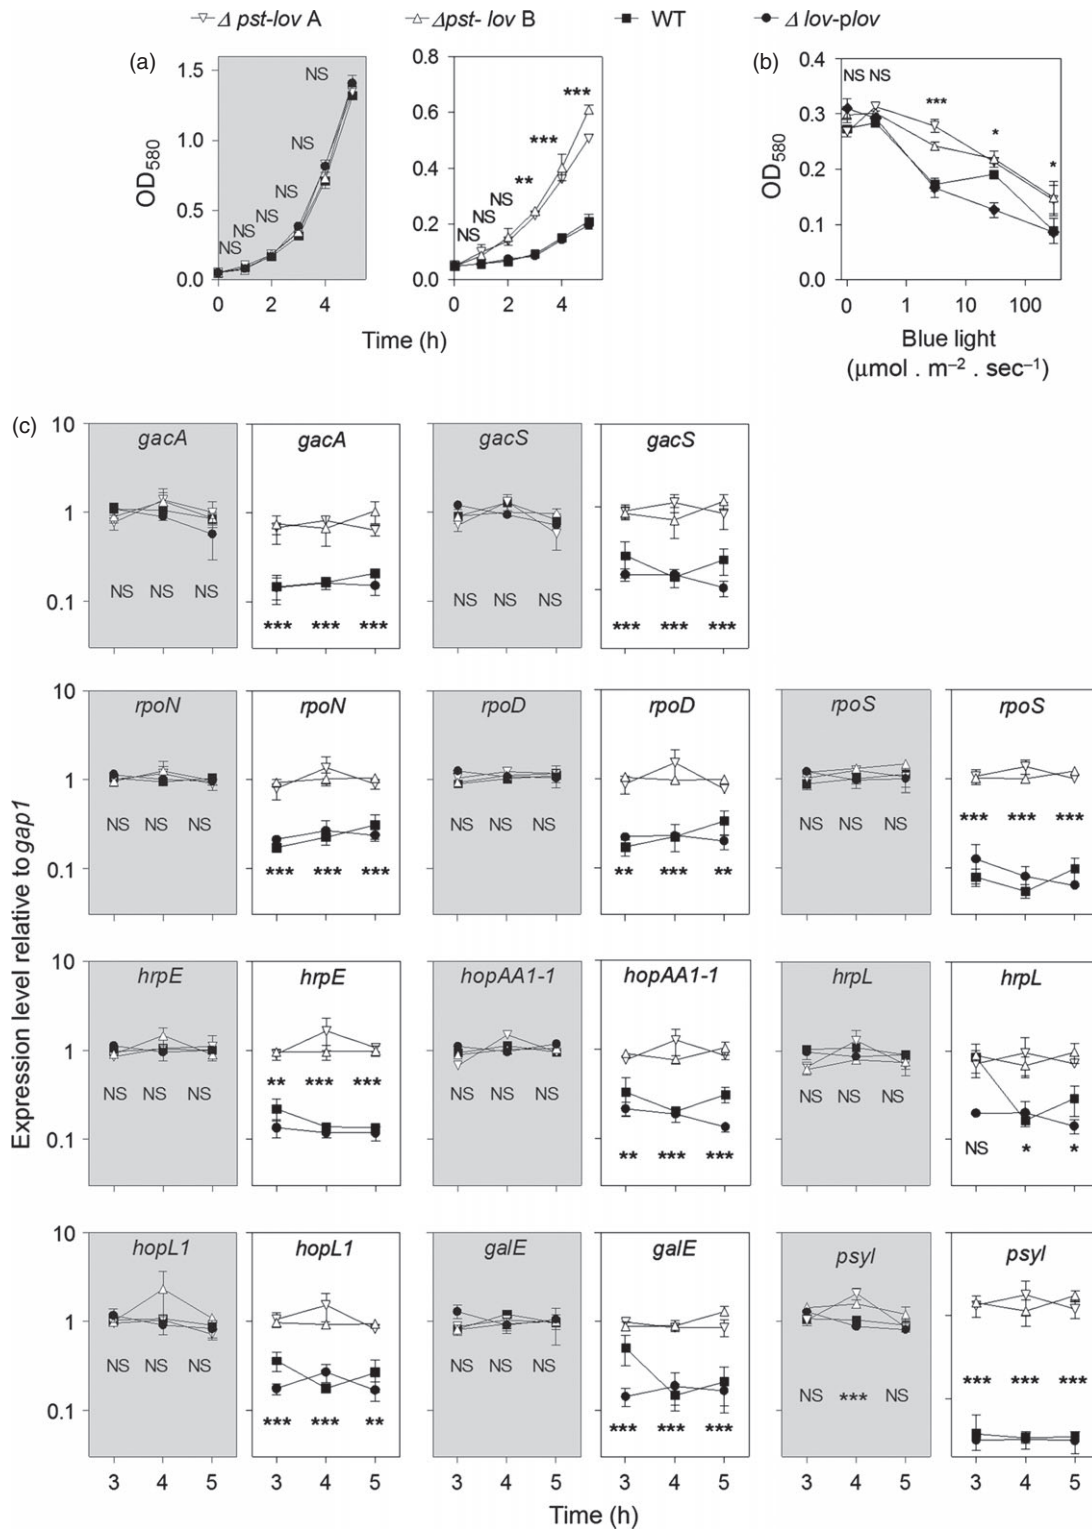 Δ pst-lov A Δpst- lov B WT Δ lov-plov
(a) (b)
1.5 1.0 0.5 0.0
OD580
NS NS NS NS NS NS
0 2 4
0.8 0.6 0.4 0.2 0.0
NS NS NS ** *** ***
0 2 4
Time (h)
0.4 0.3 0.2 0.1 0.0
OD580
NS NS *** * *
0 0 1 10 100
Blue light
(μmol . m–2 . sec–1)
(c)
Expression level relative togap1
10 1 0.1
gacA gacA gacS gacS
NS NS NS *** *** *** NS NS NS *** *** ***
10 1 0.1
rpoN rpoN rpoD rpoD rpoS rpoS
NS NS NS *** *** *** NS NS NS ** *** ** NS NS NS *** *** ***
10 1 0.1
hrpE hrpE hopAA1-1 hopAA1-1 hrpL hrpL
NS NS NS ** *** *** NS NS NS ** *** *** NS NS NS NS * *
10 1 0.1
hopL1 hopL1 galE galE psyl psyl
NS NS NS *** *** ** NS NS NS *** *** *** NS *** NS *** *** ***
3 4 5 3 4 5 3 4 5 3 4 5 3 4 5 3 4 5
Time (h)